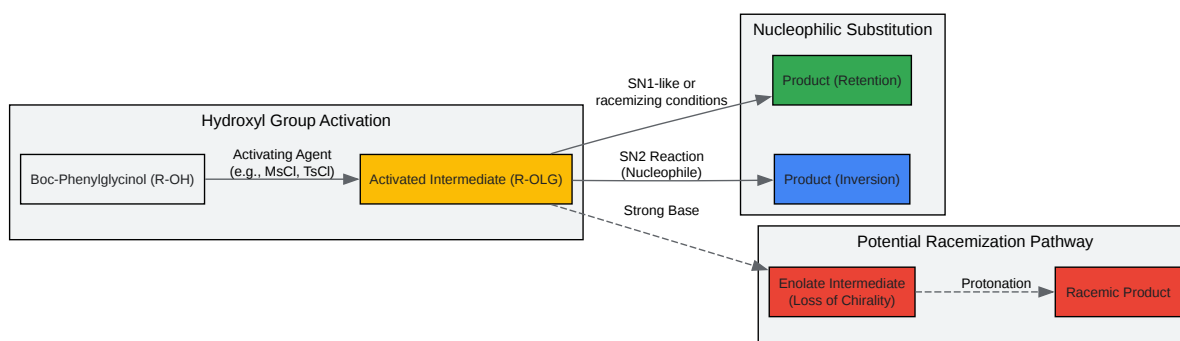 Hydroxyl Group Activation
Boc-Phenylglycinol (R-OH)
Activating Agent
(e.g., MsCl, TsCl)
Activated Intermediate (R-OLG)
SN1-like or
racemizing conditions
SN2 Reaction
(Nucleophile)
Strong Base
Nucleophilic Substitution
Product (Retention)
Product (Inversion)
Potential Racemization Pathway
Enolate Intermediate
(Loss of Chirality)
Protonation
Racemic Product